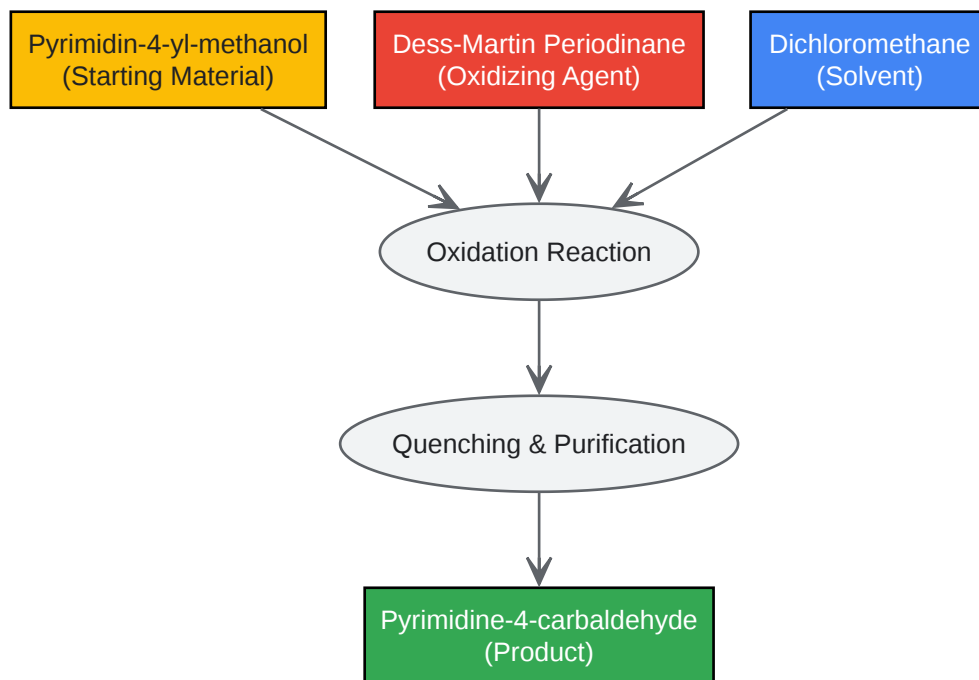 Pyrimidin-4-yl-methanol
(Starting Material)
Dess-Martin Periodinane
(Oxidizing Agent)
Dichloromethane
(Solvent)
Oxidation Reaction
Quenching & Purification
Pyrimidine-4-carbaldehyde
(Product)